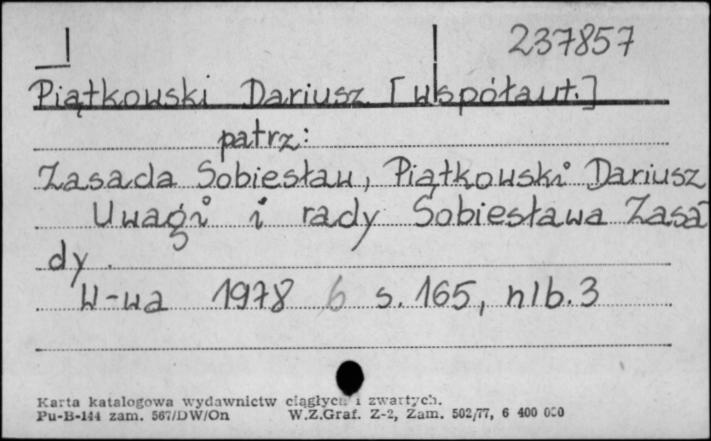 237857
Piątkowski Dariusz [współaut.]
patrz:
Zasada Sobiesław, Piątkowski Dariusz
Uwagi i rady Sobiesława Zasa-
dy.
W-wa 1978 6 s. 165, nlb. 3
Karta katalogowa wydawnictw ciągłych i zwartych.
Pu-B-144 zam. 567/DW/On W.Z.Graf. Z-2, Zam. 502/77, 6 400 000